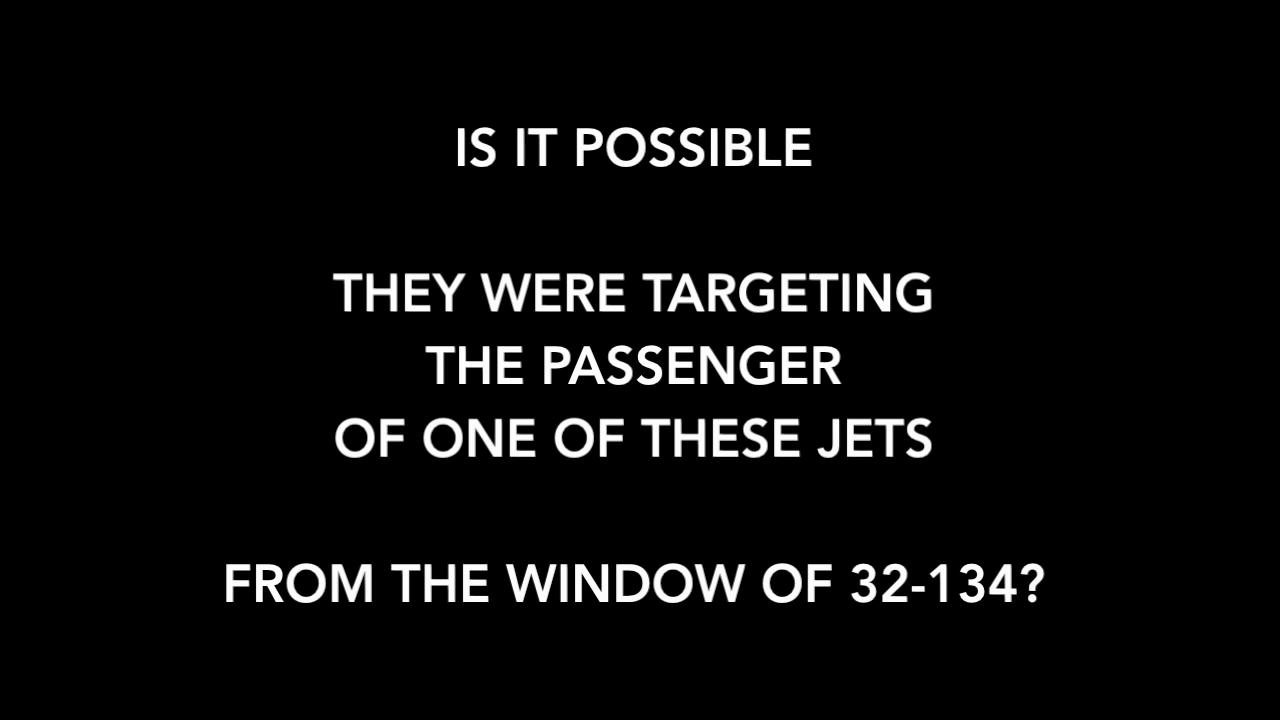 IS IT POSSIBLE
THEY WERE TARGETING
THE PASSENGER
OF ONE OF THESE JETS
FROM THE WINDOW OF 32-134?